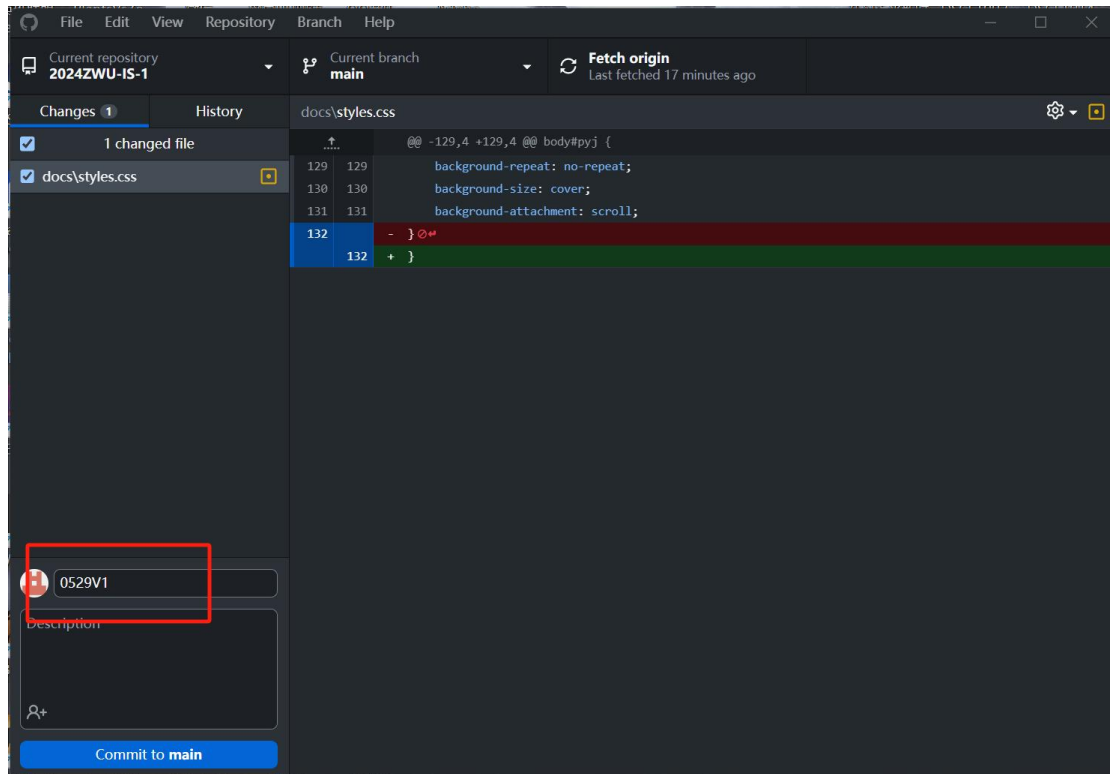 File Edit View Repository Branch Help
Current repository
2024ZWU-IS-1
Current branch
main
Fetch origin
Last fetched 17 minutes ago
Changes 1
History
docs\styles.css
1 changed file
docs\styles.css
@@ -129,4 +129,4 @@ body#pyj {
129 129 background-repeat: no-repeat;
130 130 background-size: cover;
131 131 background-attachment: scroll;
132 - }
132 + }
0529V1
Description
Commit to main